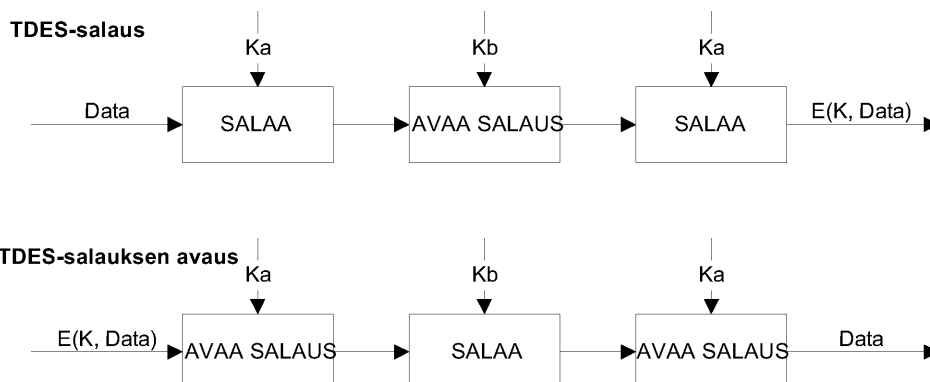 TDES-salaus
Ka Kb Ka
Data SALAA AVAA SALAUS SALAA E(K, Data)
TDES-salauksen avaus
Ka Kb Ka
E(K, Data) AVAA SALAUS SALAA AVAA SALAUS Data